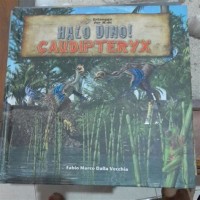 HALO DINO!
CAUDIPTERYX
Fabio Marco Dalla Vecchia